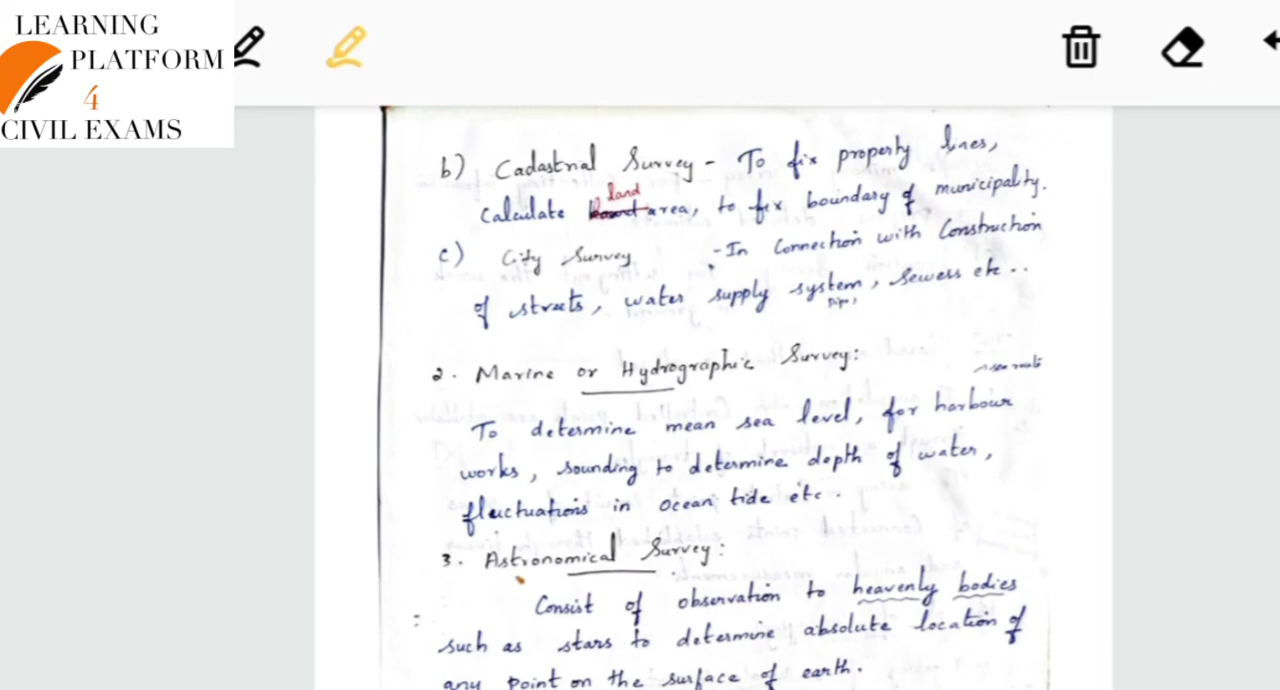 LEARNING
PLATFORM
4
CIVIL EXAMS
b) Cadastrial Survey - To fix property lines,
land
Calculate area, to fix boundary of municipality.
c) City Survey - In Connection with Construction
of streets, water supply system, Sewess etc..
pipe,
2. Marine or Hydrographic Survey:
To determine mean sea level, for harbour
works, sounding to determine depth of water,
fluctuations in ocean tide etc.
3. Astronomical Survey:
Consist of observation to heavenly bodies
such as stars to determine absolute location of
any point on the surface of earth.